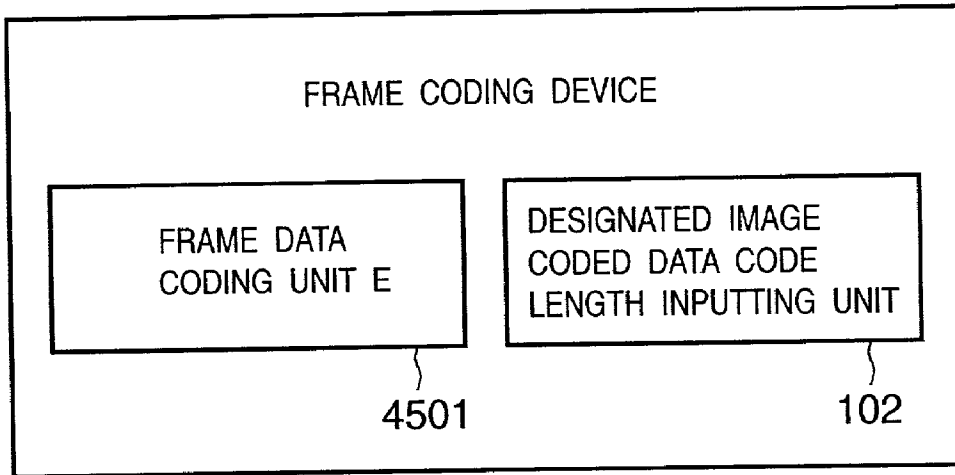 FRAME CODING DEVICE
FRAME DATA
CODING UNIT E
4501
DESIGNATED IMAGE
CODED DATA CODE
LENGTH INPUTTING UNIT
102